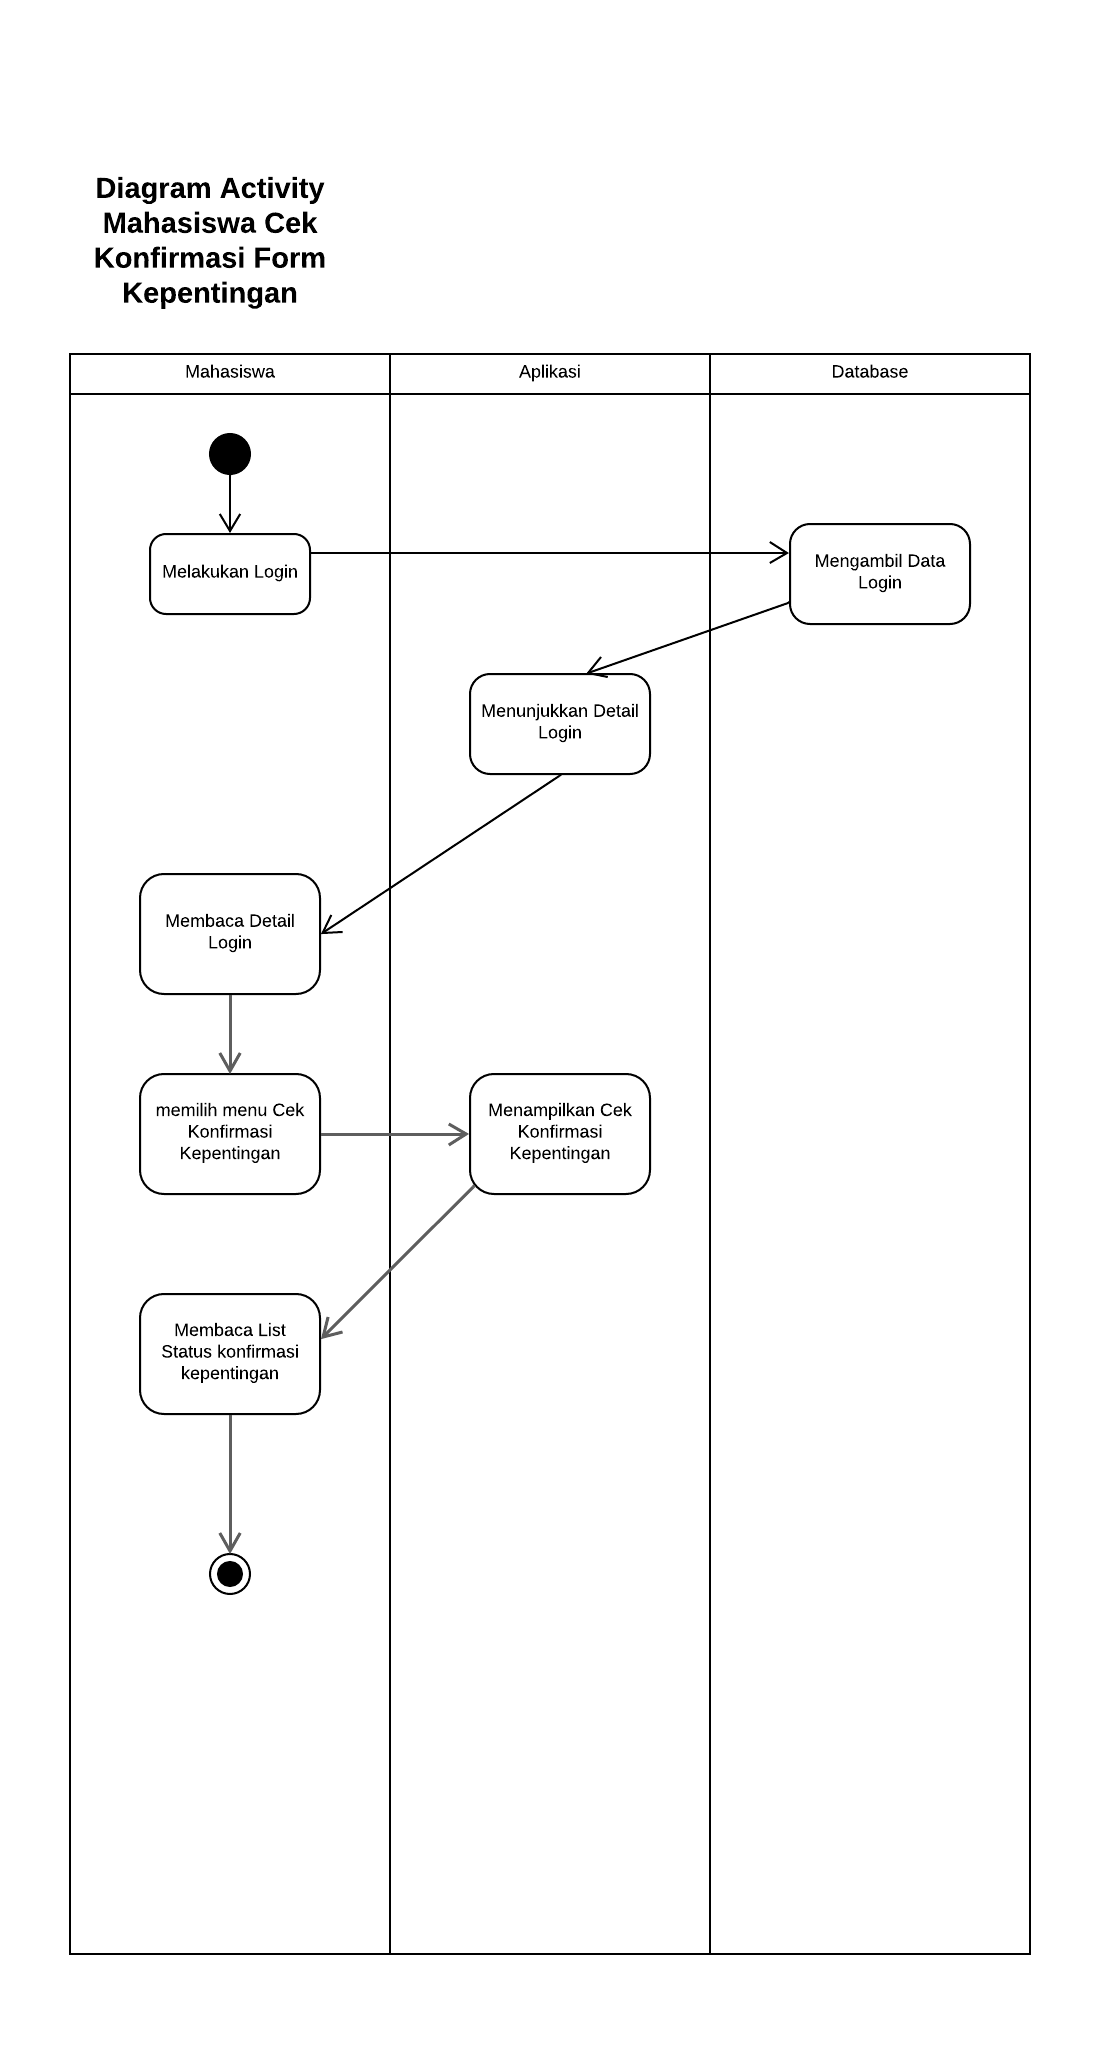 Diagram Activity
Mahasiswa Cek
Konfirmasi Form
Kepentingan
Mahasiswa
Aplikasi
Database
Melakukan Login
Mengambil Data
Login
Menunjukkan Detail
Login
Membaca Detail
Login
memilih menu Cek
Konfirmasi
Kepentingan
Menampilkan Cek
Konfirmasi
Kepentingan
Membaca List
Status konfirmasi
kepentingan